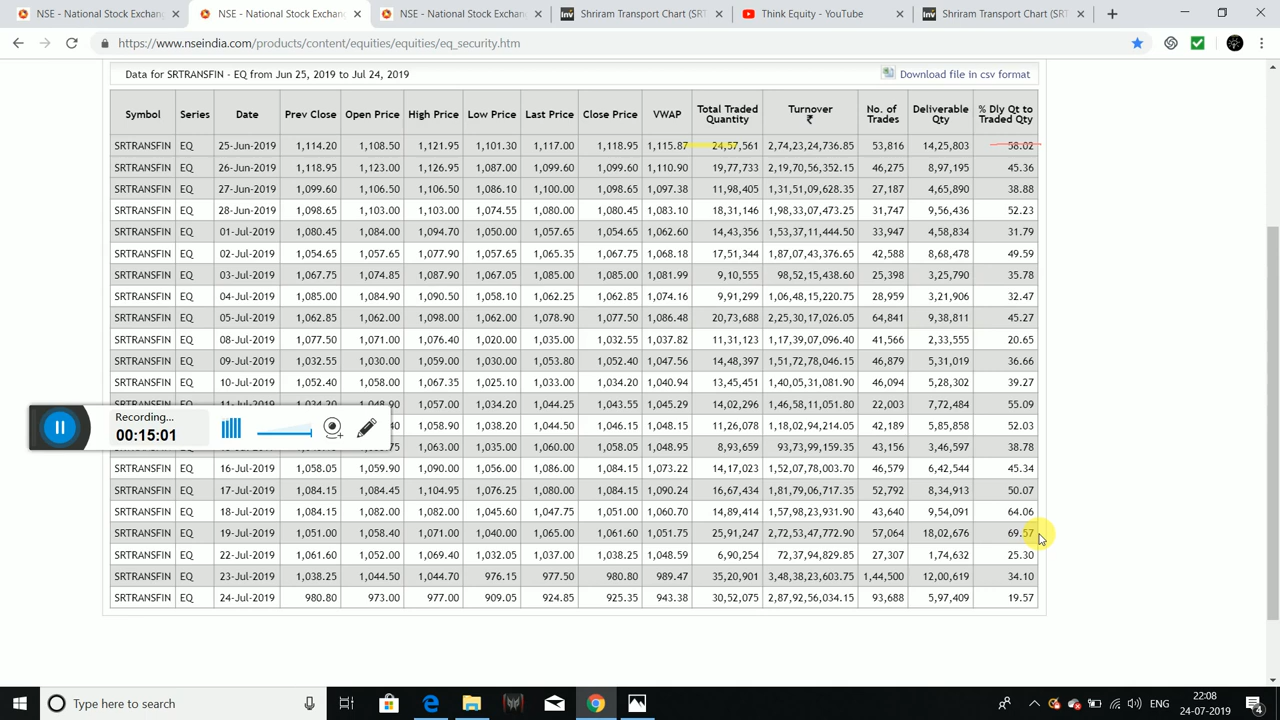 NSE - National Stock Exchan
NSE - National Stock Exchang
NSE - National Stock Exchang
Shriram Transport Chart (SRT
Think Equity - YouTube
Shriram Transport Chart (SRT
https://www.nseindia.com/products/content/equities/equities/eq_security.htm
Data for SRTRANSFIN - EQ from Jun 25, 2019 to Jul 24, 2019
Download file in csv format
Symbol Series Date Prev Close Open Price High Price Low Price Last Price Close Price VWAP Total Traded Quantity Turnover ₹ No. of Trades Deliverable Qty % Dly Qt to Traded Qty
SRTRANSFIN EQ 25-Jun-2019 1,114.20 1,108.50 1,121.95 1,101.30 1,117.00 1,118.95 1,115.87 24,57,561 2,74,23,24,736.85 53,816 14,25,803 58.02
SRTRANSFIN EQ 26-Jun-2019 1,118.95 1,123.00 1,126.95 1,087.00 1,099.60 1,099.60 1,110.90 19,77,733 2,19,70,56,352.15 46,275 8,97,195 45.36
SRTRANSFIN EQ 27-Jun-2019 1,099.60 1,106.50 1,106.50 1,086.10 1,100.00 1,098.65 1,097.38 11,98,405 1,31,51,09,628.35 27,187 4,65,890 38.88
SRTRANSFIN EQ 28-Jun-2019 1,098.65 1,103.00 1,103.00 1,074.55 1,080.00 1,080.45 1,083.10 18,31,146 1,98,33,07,473.25 31,747 9,56,436 52.23
SRTRANSFIN EQ 01-Jul-2019 1,080.45 1,084.00 1,094.70 1,050.00 1,057.65 1,054.65 1,062.60 14,43,356 1,53,37,11,444.50 33,947 4,58,834 31.79
SRTRANSFIN EQ 02-Jul-2019 1,054.65 1,057.65 1,077.90 1,057.65 1,065.35 1,067.75 1,068.18 17,51,344 1,87,07,43,376.65 42,588 8,68,478 49.59
SRTRANSFIN EQ 03-Jul-2019 1,067.75 1,074.85 1,087.90 1,067.05 1,085.00 1,085.00 1,081.99 9,10,555 98,52,15,438.60 25,398 3,25,790 35.78
SRTRANSFIN EQ 04-Jul-2019 1,085.00 1,084.90 1,090.50 1,058.10 1,062.25 1,062.85 1,074.16 9,91,299 1,06,48,15,220.75 28,959 3,21,906 32.47
SRTRANSFIN EQ 05-Jul-2019 1,062.85 1,062.00 1,098.00 1,062.00 1,078.90 1,077.50 1,086.48 20,73,688 2,25,30,17,026.05 64,841 9,38,811 45.27
SRTRANSFIN EQ 08-Jul-2019 1,077.50 1,071.00 1,076.40 1,020.00 1,035.00 1,032.55 1,037.82 11,31,123 1,17,39,07,096.40 41,566 2,33,555 20.65
SRTRANSFIN EQ 09-Jul-2019 1,032.55 1,030.00 1,059.00 1,030.00 1,053.80 1,052.40 1,047.56 14,48,397 1,51,72,78,046.15 46,879 5,31,019 36.66
SRTRANSFIN EQ 10-Jul-2019 1,052.40 1,058.00 1,067.35 1,025.10 1,033.00 1,034.20 1,040.94 13,45,451 1,40,05,31,081.90 46,094 5,28,302 39.27
SRTRANSFIN EQ 11-Jul-2019 1,034.20 1,048.90 1,057.00 1,034.20 1,044.25 1,043.55 1,045.29 14,02,296 1,46,58,11,051.80 22,003 7,72,484 55.09
1,058.90 1,038.20 1,044.50 1,046.15 1,048.15 11,26,078 1,18,02,94,214.05 42,189 5,85,858 52.03
1,063.00 1,035.40 1,060.00 1,058.05 1,048.95 8,93,659 93,73,99,159.35 43,156 3,46,597 38.78
SRTRANSFIN EQ 16-Jul-2019 1,058.05 1,059.90 1,090.00 1,056.00 1,086.00 1,084.15 1,073.22 14,17,023 1,52,07,78,003.70 46,579 6,42,544 45.34
SRTRANSFIN EQ 17-Jul-2019 1,084.15 1,084.45 1,104.95 1,076.25 1,080.00 1,084.15 1,090.24 16,67,434 1,81,79,06,717.35 52,792 8,34,913 50.07
SRTRANSFIN EQ 18-Jul-2019 1,084.15 1,082.00 1,082.00 1,045.60 1,047.75 1,051.00 1,060.70 14,89,414 1,57,98,23,931.90 43,640 9,54,091 64.06
SRTRANSFIN EQ 19-Jul-2019 1,051.00 1,058.40 1,071.00 1,040.00 1,065.00 1,061.60 1,051.75 25,91,247 2,72,53,47,772.90 57,064 18,02,676 69.57
SRTRANSFIN EQ 22-Jul-2019 1,061.60 1,052.00 1,069.40 1,032.05 1,037.00 1,038.25 1,048.59 6,90,254 72,37,94,829.85 27,307 1,74,632 25.30
SRTRANSFIN EQ 23-Jul-2019 1,038.25 1,044.50 1,044.70 976.15 977.50 980.80 989.47 35,20,901 3,48,38,23,603.75 1,44,500 12,00,619 34.10
SRTRANSFIN EQ 24-Jul-2019 980.80 973.00 977.00 909.05 924.85 925.35 943.38 30,52,075 2,87,92,56,034.15 93,688 5,97,409 19.57
Recording...
00:15:01
Type here to search
ENG
22:08
24-07-2019
4